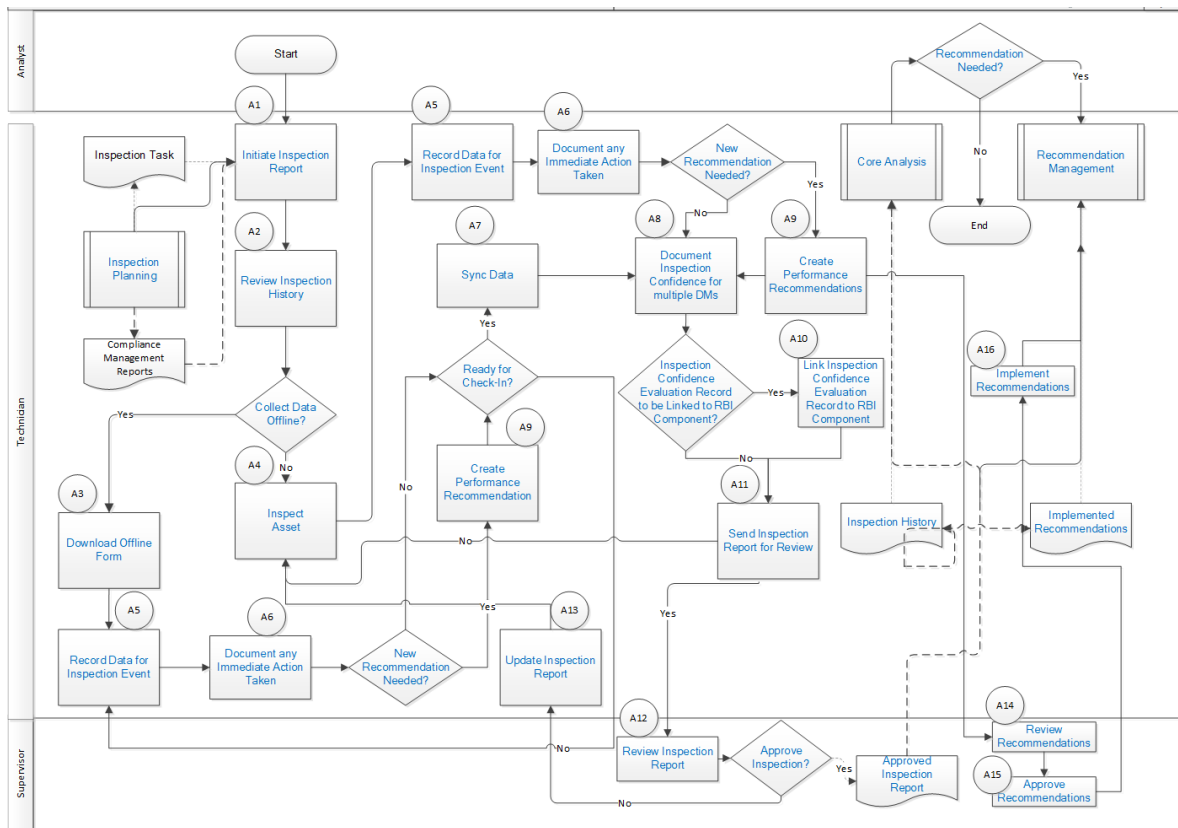 Analyst
Start
Recommendation
Needed?
Yes
No
End
Technician
A1
Initiate Inspection
Report
Inspection Task
Inspection
Planning
Compliance
Management
Reports
A2
Review Inspection
History
Collect Data
Offline?
Yes
No
A3
Download Offline
Form
A4
Inspect
Asset
A5
Record Data for
Inspection Event
A6
Document any
Immediate Action
Taken
New
Recommendation
Needed?
Yes
No
A5
Record Data for
Inspection Event
A6
Document any
Immediate Action
Taken
New
Recommendation
Needed?
No
Yes
A9
Create
Performance
Recommendation
Ready for
Check-In?
Yes
No
A7
Sync Data
A8
Document
Inspection
Confidence for
multiple DMs
A9
Create
Performance
Recommendations
Inspection
Confidence
Evaluation Record
to be Linked to RBI
Component?
Yes
No
A10
Link Inspection
Confidence
Evaluation
Record to RBI
Component
A11
Send Inspection
Report for Review
No
Yes
A13
Update Inspection
Report
Core Analysis
Recommendation
Management
A16
Implement
Recommendations
Inspection History
Implemented
Recommendations
Supervisor
A12
Review Inspection
Report
Approve
Inspection?
Yes
No
Approved
Inspection
Report
A14
Review
Recommendations
A15
Approve
Recommendations